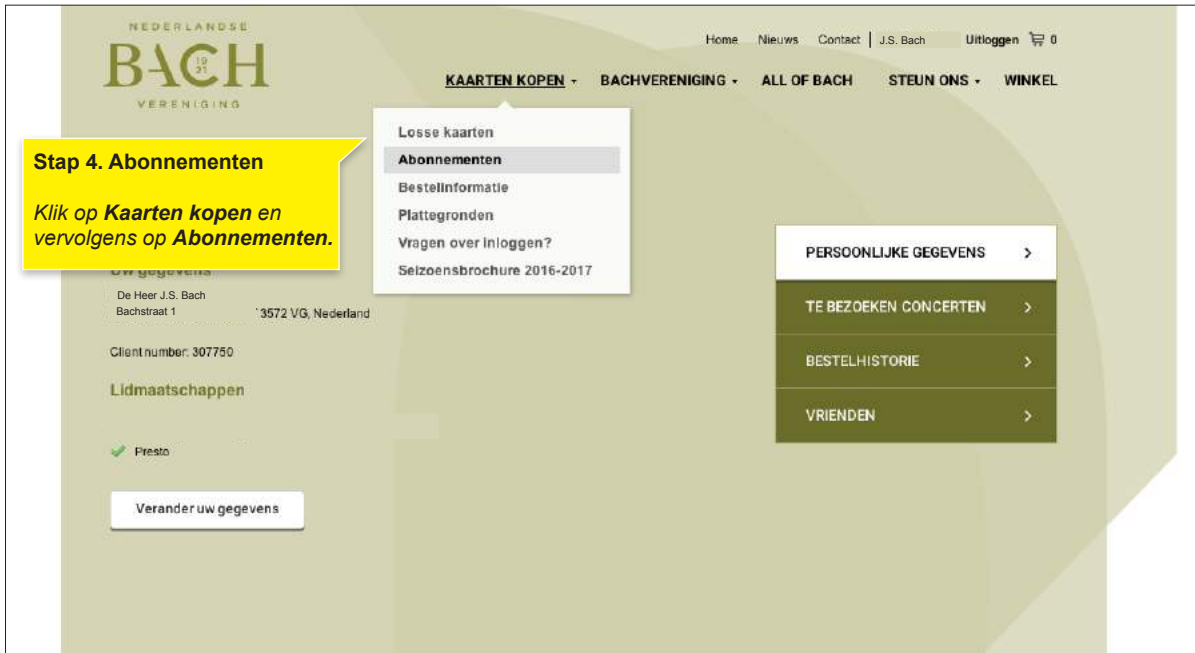 NEDERLANDSE
BACH
19
21
VERENIGING
Home Nieuws Contact | J.S. Bach Uitloggen 0
KAARTEN KOPEN BACHVERENIGING ALL OF BACH STEUN ONS WINKEL
Losse kaarten
Abonnementen
Bestelinformatie
Plattegronden
Vragen over inloggen?
Seizoensbrochure 2016-2017
Stap 4. Abonnementen
Klik op Kaarten kopen en
vervolgens op Abonnementen.
Uw gegevens
De Heer J.S. Bach
Bachstraat 1
3572 VG, Nederland
Client number: 307750
Lidmaatschappen
Presto
Verander uw gegevens
PERSOONLIJKE GEGEVENS
TE BEZOEKEN CONCERTEN
BESTELHISTORIE
VRIENDEN